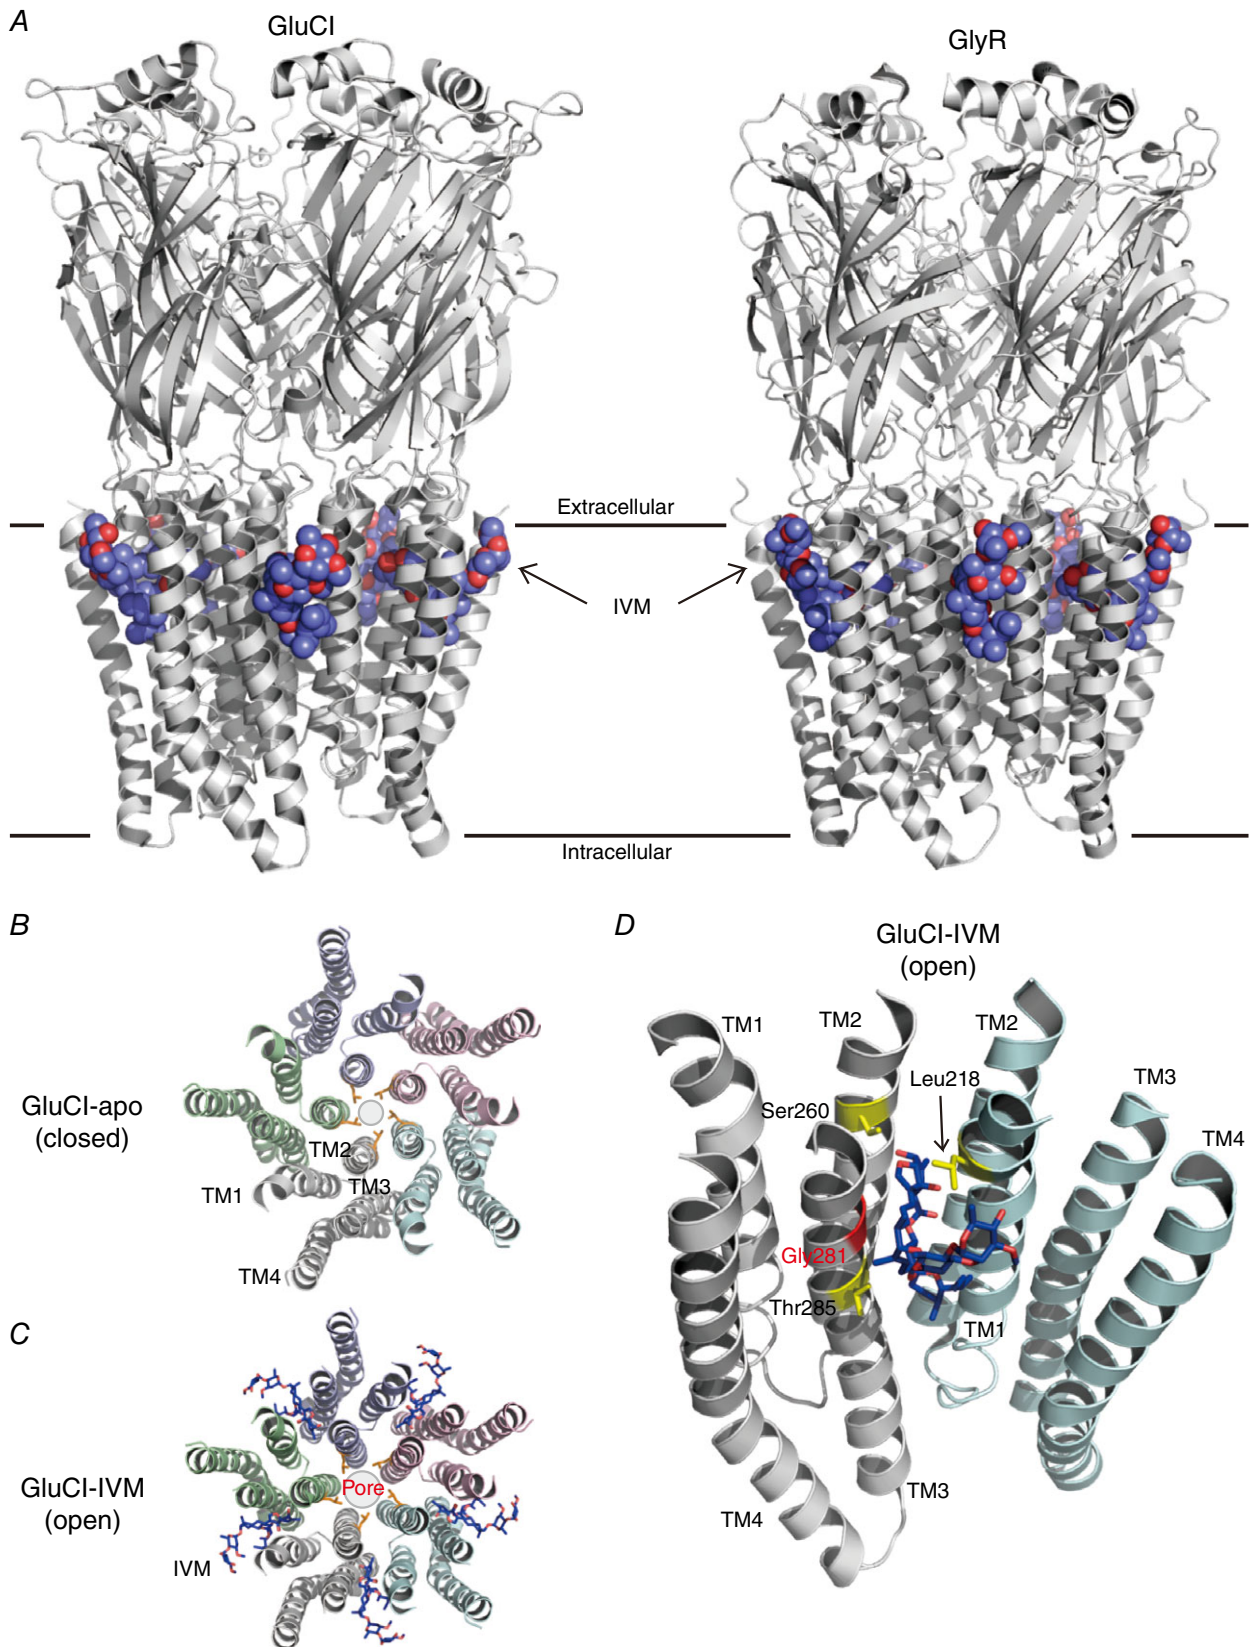 A
GluCl
GlyR
Extracellular
IVM
Intracellular
B
GluCl-apo
(closed)
TM2
TM1
TM3
TM4
C
GluCl-IVM
(open)
Pore
IVM
D
GluCl-IVM
(open)
TM1
TM2
TM2
Leu218
TM3
Ser260
TM4
Gly281
Thr285
TM1
TM3
TM4